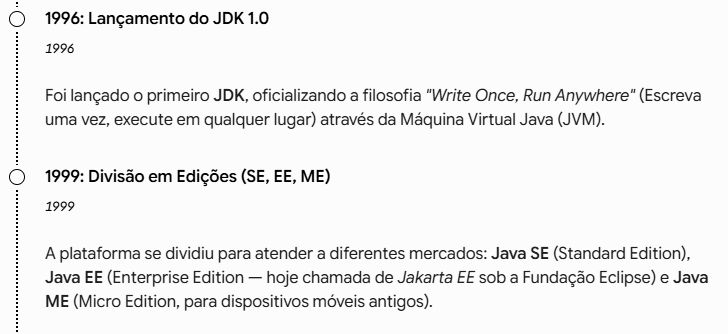 1996: Lançamento do JDK 1.0
1996
Foi lançado o primeiro JDK, oficializando a filosofia "Write Once, Run Anywhere" (Escreva
uma vez, execute em qualquer lugar) através da Máquina Virtual Java (JVM).
1999: Divisão em Edições (SE, EE, ME)
1999
A plataforma se dividiu para atender a diferentes mercados: Java SE (Standard Edition),
Java EE (Enterprise Edition — hoje chamada de Jakarta EE sob a Fundação Eclipse) e Java
ME (Micro Edition, para dispositivos móveis antigos).